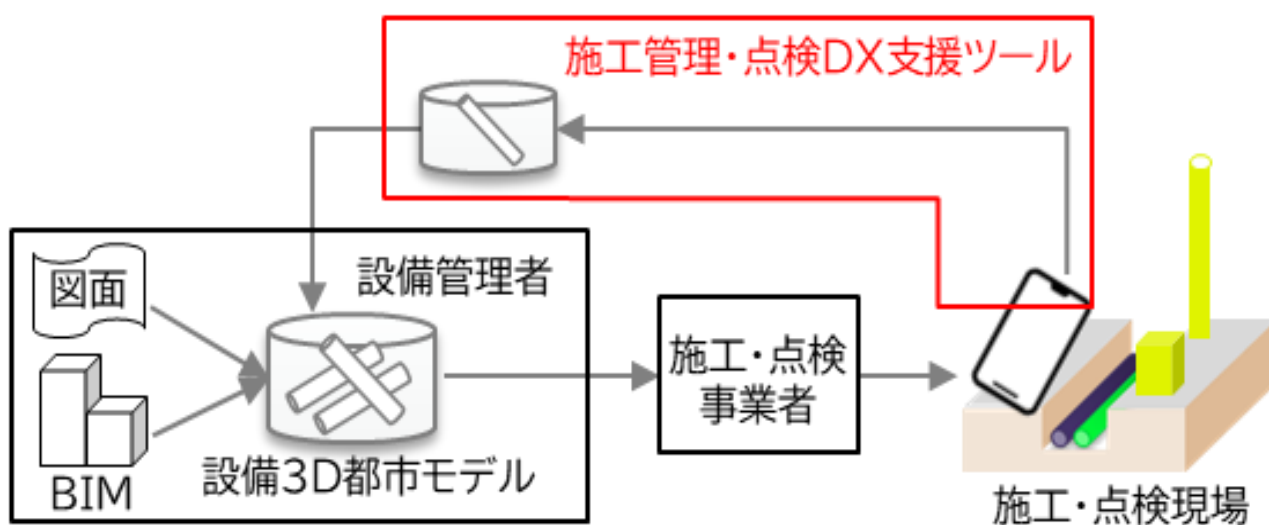 施工管理・点検DX支援ツール
図面
設備管理者
施工・点検
事業者
BIM
設備3D都市モデル
施工・点検現場